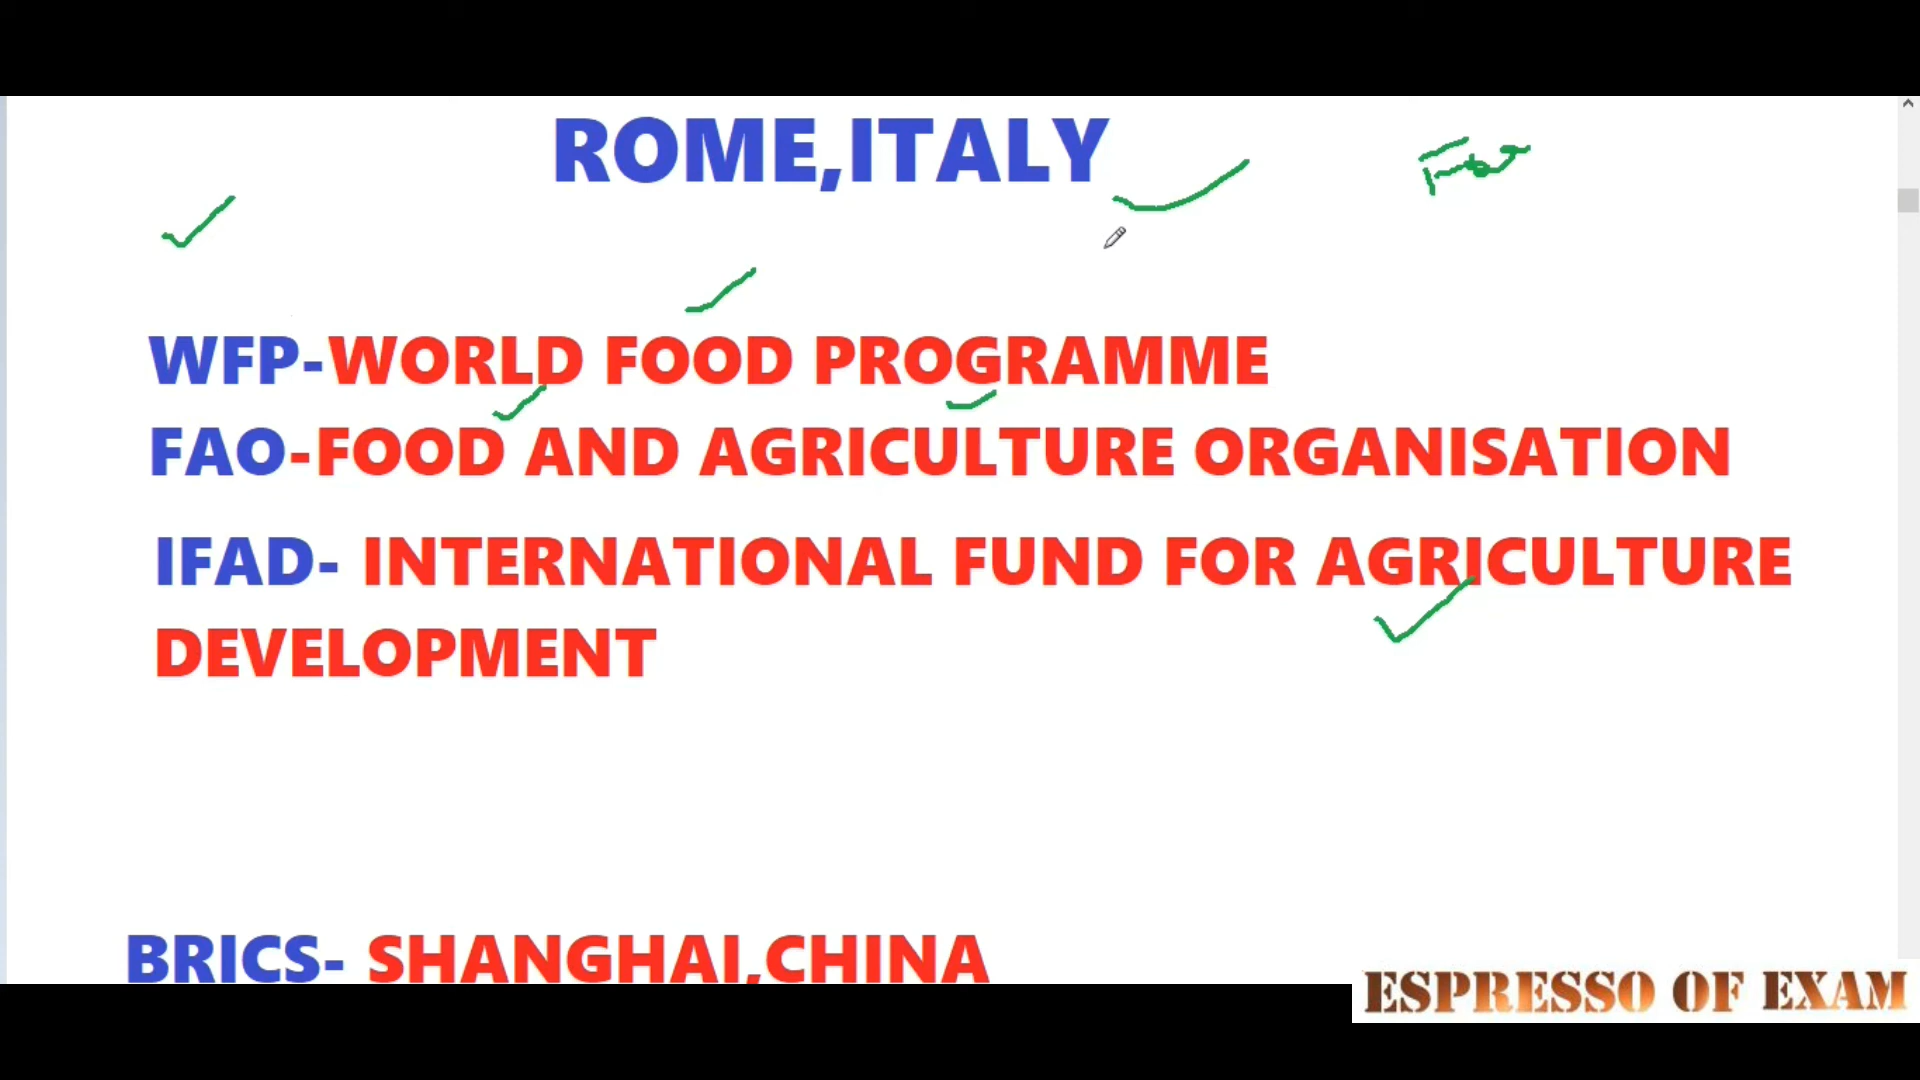 ROME,ITALY
WFP-WORLD FOOD PROGRAMME
FAO-FOOD AND AGRICULTURE ORGANISATION
IFAD- INTERNATIONAL FUND FOR AGRICULTURE
DEVELOPMENT
BRICS- SHANGHAI,CHINA
ESPRESSO OF EXAM